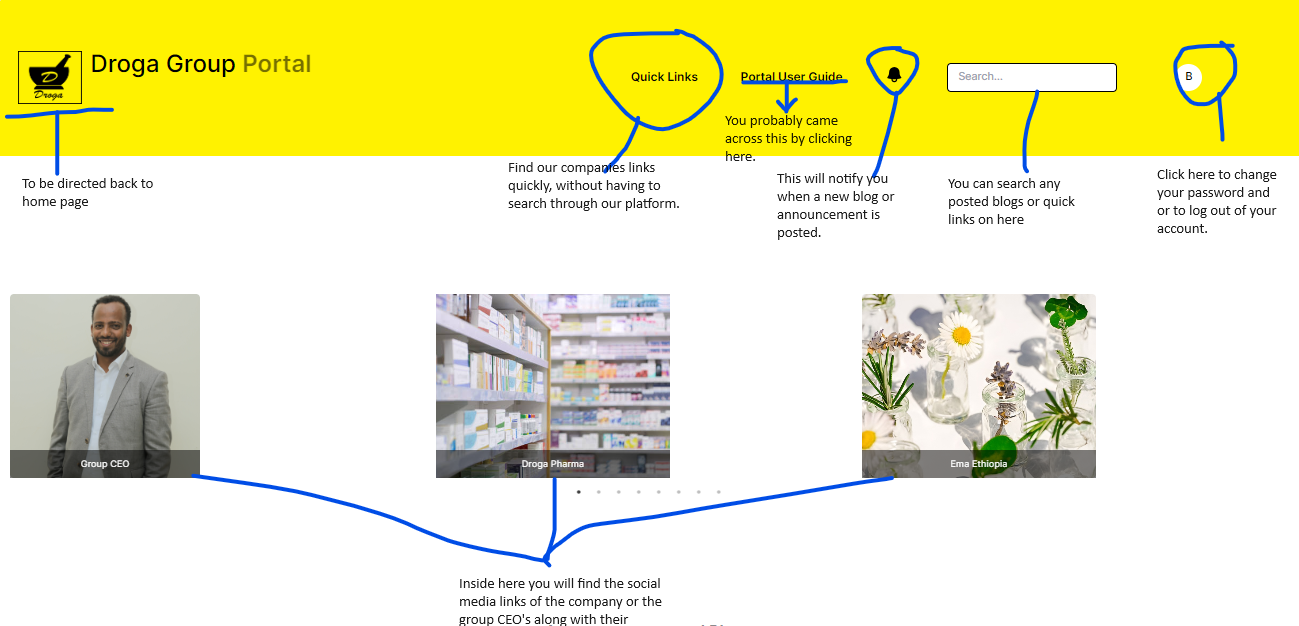 Droga Group Portal
D
Droga
Quick Links
Portal User Guide
Search...
B
To be directed back to
home page
Find our companies links
quickly, without having to
search through our platform.
You probably came
across this by clicking
here.
This will notify you
when a new blog or
announcement is
posted.
You can search any
posted blogs or quick
links on here
Click here to change
your password and
or to log out of your
account.
Group CEO
Droga Pharma
Ema Ethiopia
Inside here you will find the social
media links of the company or the
group CEO's along with their